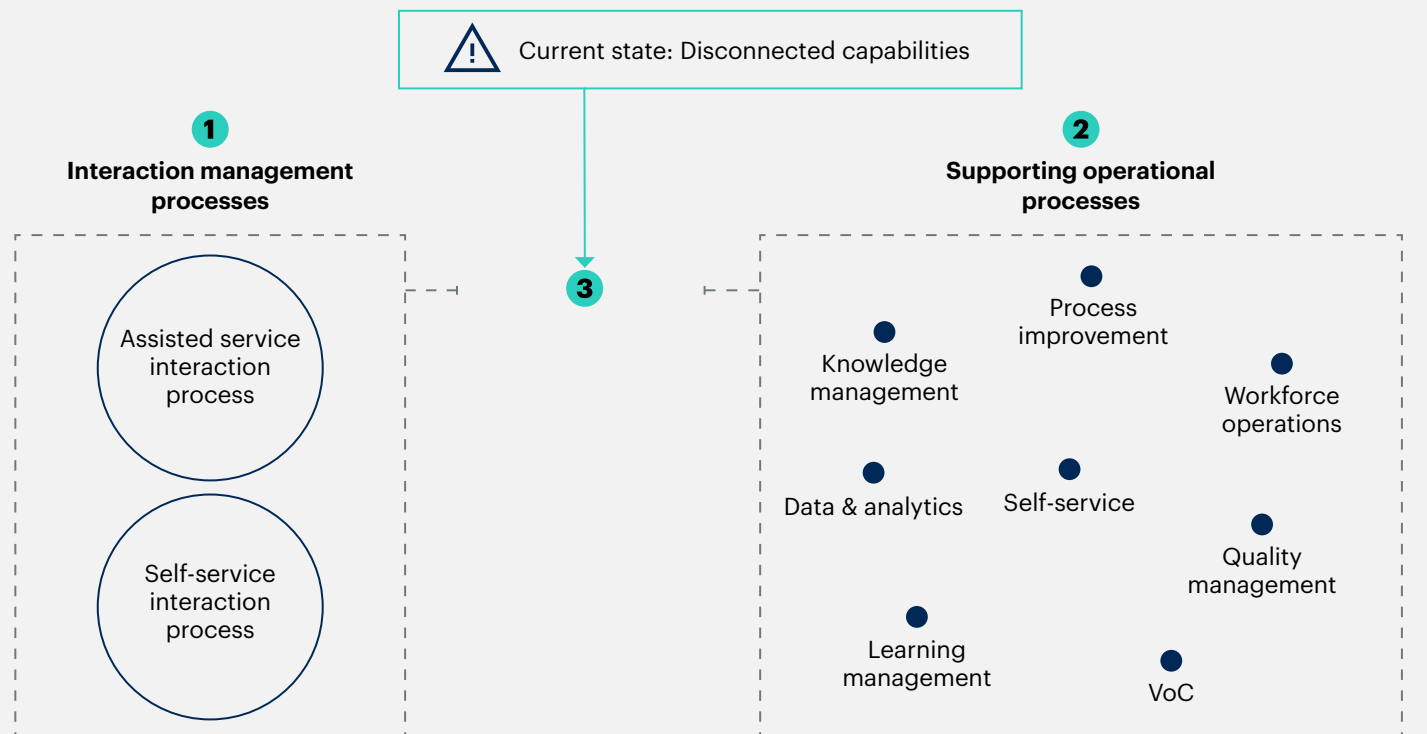 Current state: Disconnected capabilities
1
Interaction management
processes
2
Supporting operational
processes
3
Assisted service
interaction
process
Self-service
interaction
process
Process
improvement
Knowledge
management
Workforce
operations
Data & analytics
Self-service
Quality
management
Learning
management
VoC